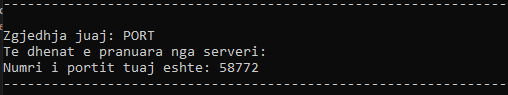 Zgjedhja juaj: PORT
Te dhenat e pranuara nga serveri:
Numri i portit tuaj eshte: 58772